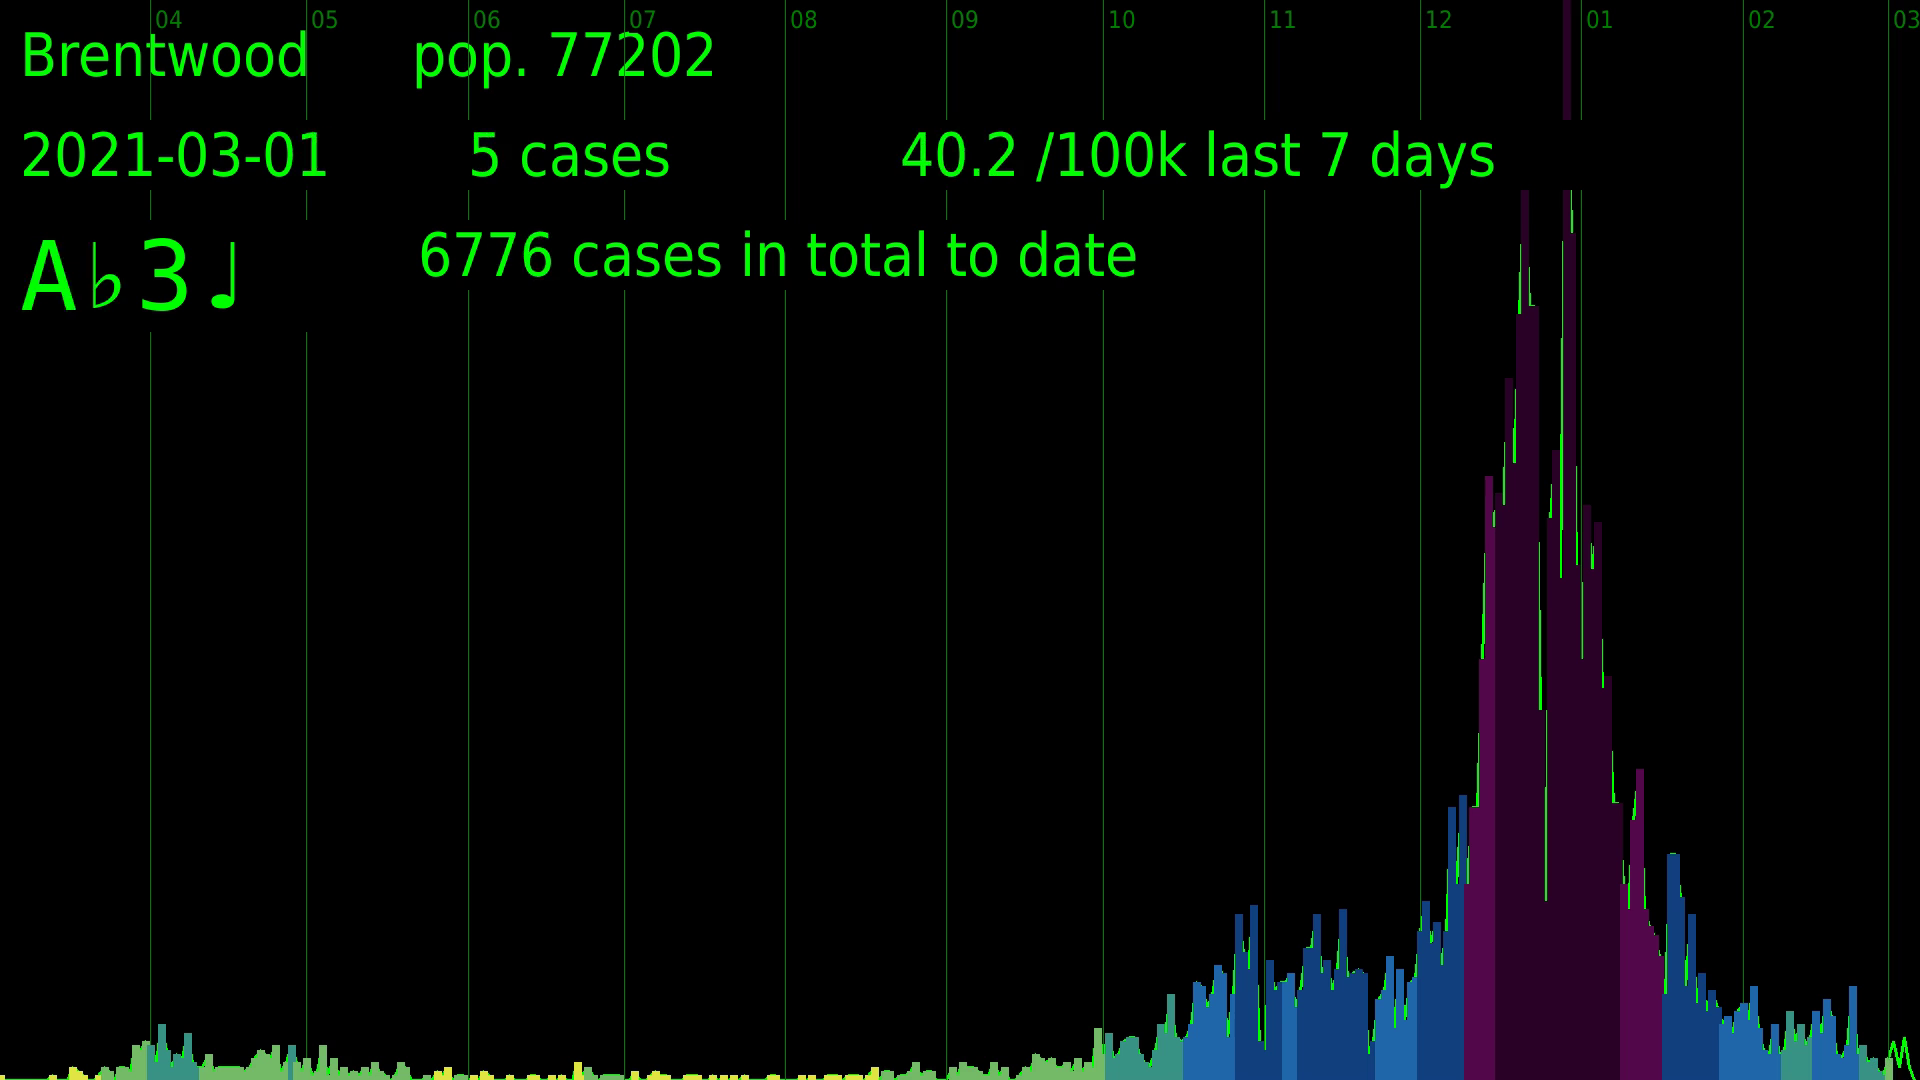 04 05 06 07 08 09 10 11 12 01 02 03
Brentwood pop. 77202
2021-03-01 5 cases 40.2 /100k last 7 days
A♭3♩ 6776 cases in total to date